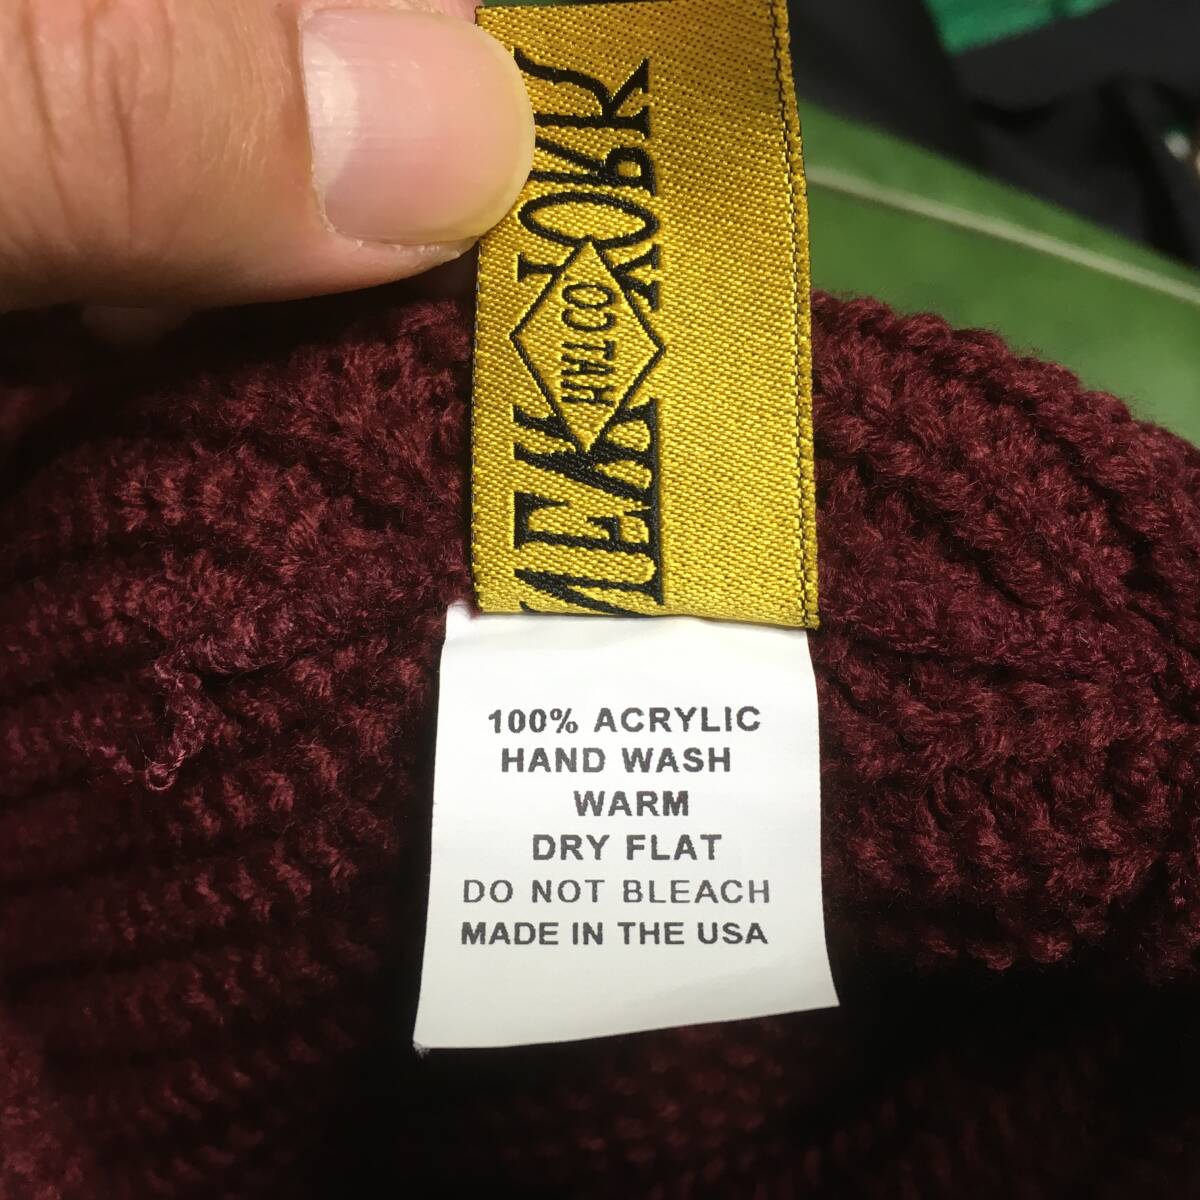 NEW YORK
HAT CO
100% ACRYLIC
HAND WASH
WARM
DRY FLAT
DO NOT BLEACH
MADE IN THE USA